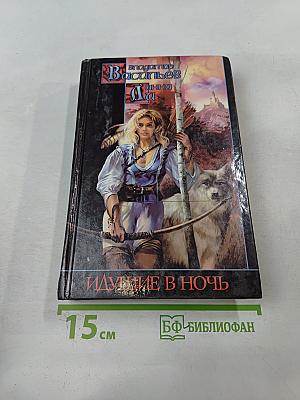 Владимир
Васильев
Анна
Ли
ИДУЩИЕ В НОЧЬ
15 см
БФ БИБЛИОФАН